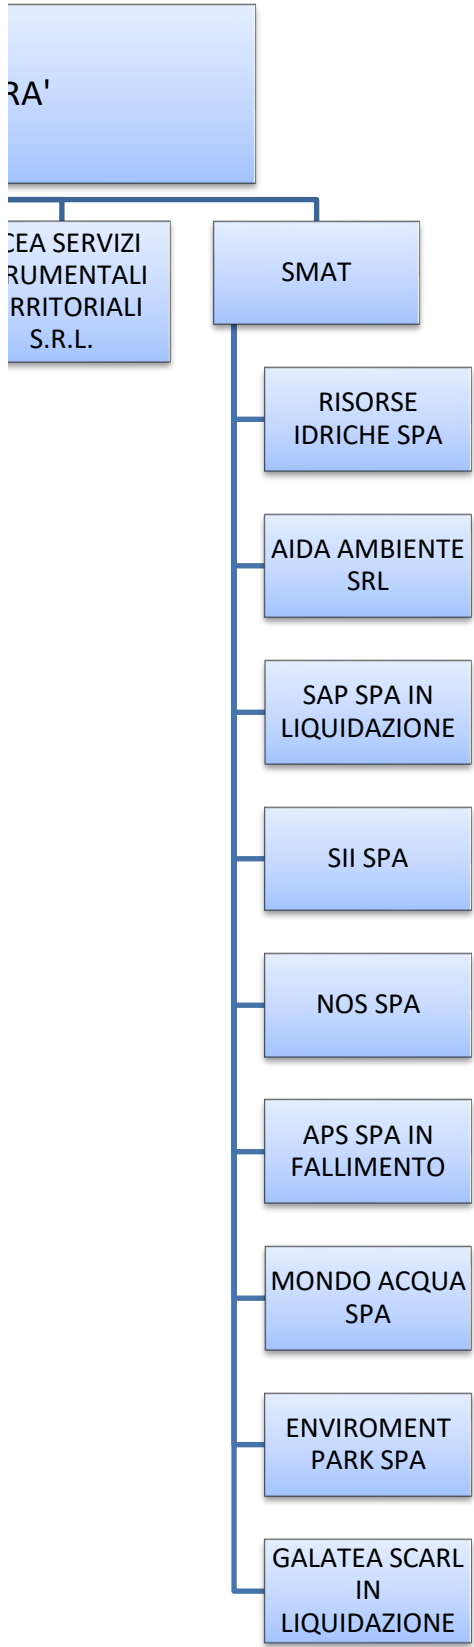 RA'
CEA SERVIZI
RUMENTALI
RRITORIALI
S.R.L.
SMAT
RISORSE
IDRICHE SPA
AIDA AMBIENTE
SRL
SAP SPA IN
LIQUIDAZIONE
SII SPA
NOS SPA
APS SPA IN
FALLIMENTO
MONDO ACQUA
SPA
ENVIROMENT
PARK SPA
GALATEA SCARL
IN
LIQUIDAZIONE